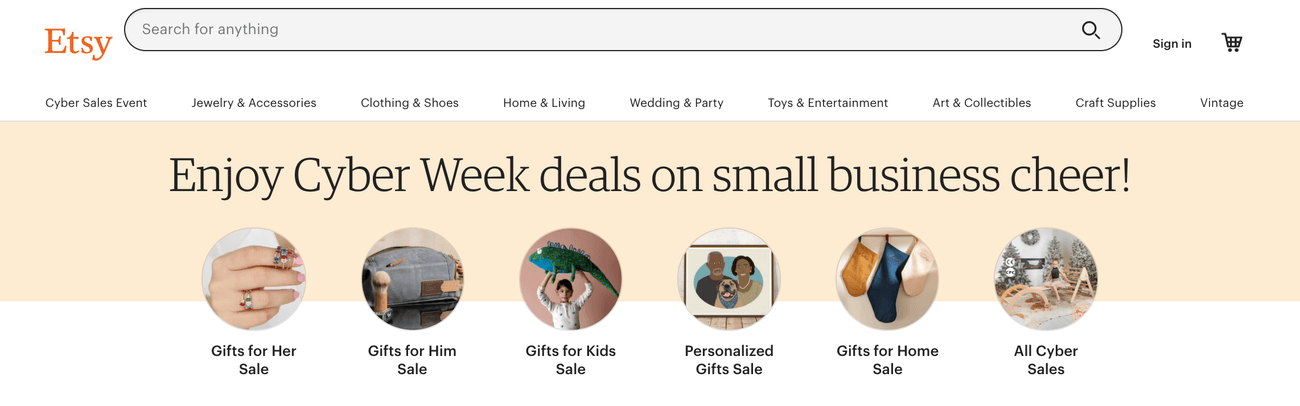 Etsy
Search for anything
Sign in
Cyber Sales Event
Jewelry & Accessories
Clothing & Shoes
Home & Living
Wedding & Party
Toys & Entertainment
Art & Collectibles
Craft Supplies
Vintage
Enjoy Cyber Week deals on small business cheer!
Gifts for Her
Sale
Gifts for Him
Sale
Gifts for Kids
Sale
Personalized
Gifts Sale
Gifts for Home
Sale
All Cyber
Sales